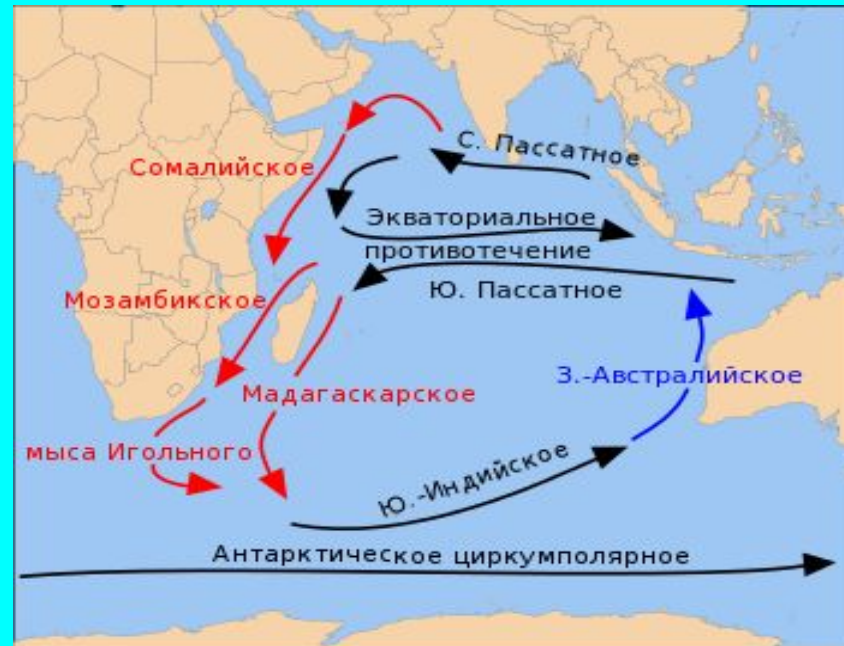 С. Пассатное
Сомалийское
Экваториальное
противотечение
Ю. Пассатное
Мозамбикское
Мадагаскарское
З.-Австралийское
мыса Игольного
Ю.-Индийское
Антарктическое циркумполярное